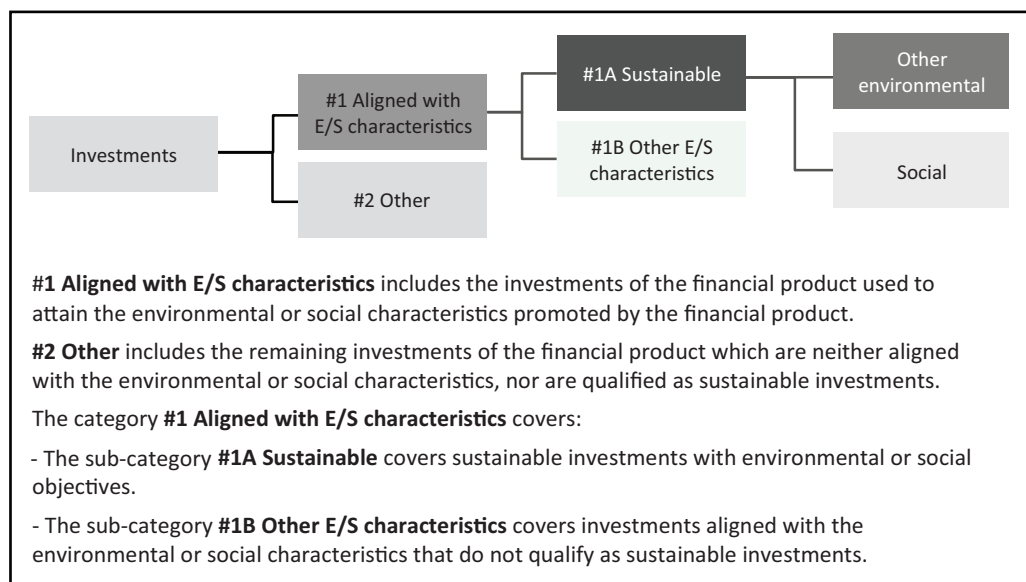 Investments
#1 Aligned with
E/S characteristics
#2 Other
#1A Sustainable
#1B Other E/S
characteristics
Other
environmental
Social
#1 Aligned with E/S characteristics includes the investments of the financial product used to
attain the environmental or social characteristics promoted by the financial product.
#2 Other includes the remaining investments of the financial product which are neither aligned
with the environmental or social characteristics, nor are qualified as sustainable investments.
The category #1 Aligned with E/S characteristics covers:
- The sub-category #1A Sustainable covers sustainable investments with environmental or social
objectives.
- The sub-category #1B Other E/S characteristics covers investments aligned with the
environmental or social characteristics that do not qualify as sustainable investments.